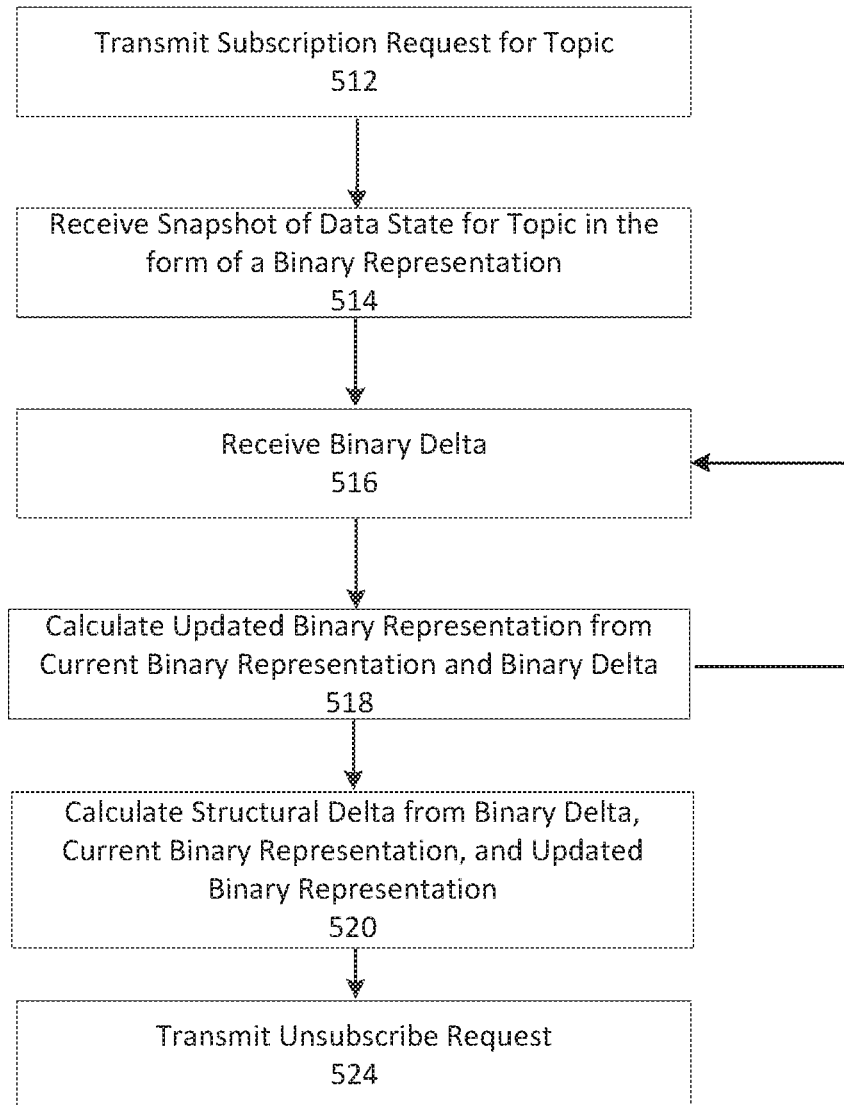 Transmit Subscription Request for Topic
512
Receive Snapshot of Data State for Topic in the
form of a Binary Representation
514
Receive Binary Delta
516
Calculate Updated Binary Representation from
Current Binary Representation and Binary Delta
518
Calculate Structural Delta from Binary Delta,
Current Binary Representation, and Updated
Binary Representation
520
Transmit Unsubscribe Request
524